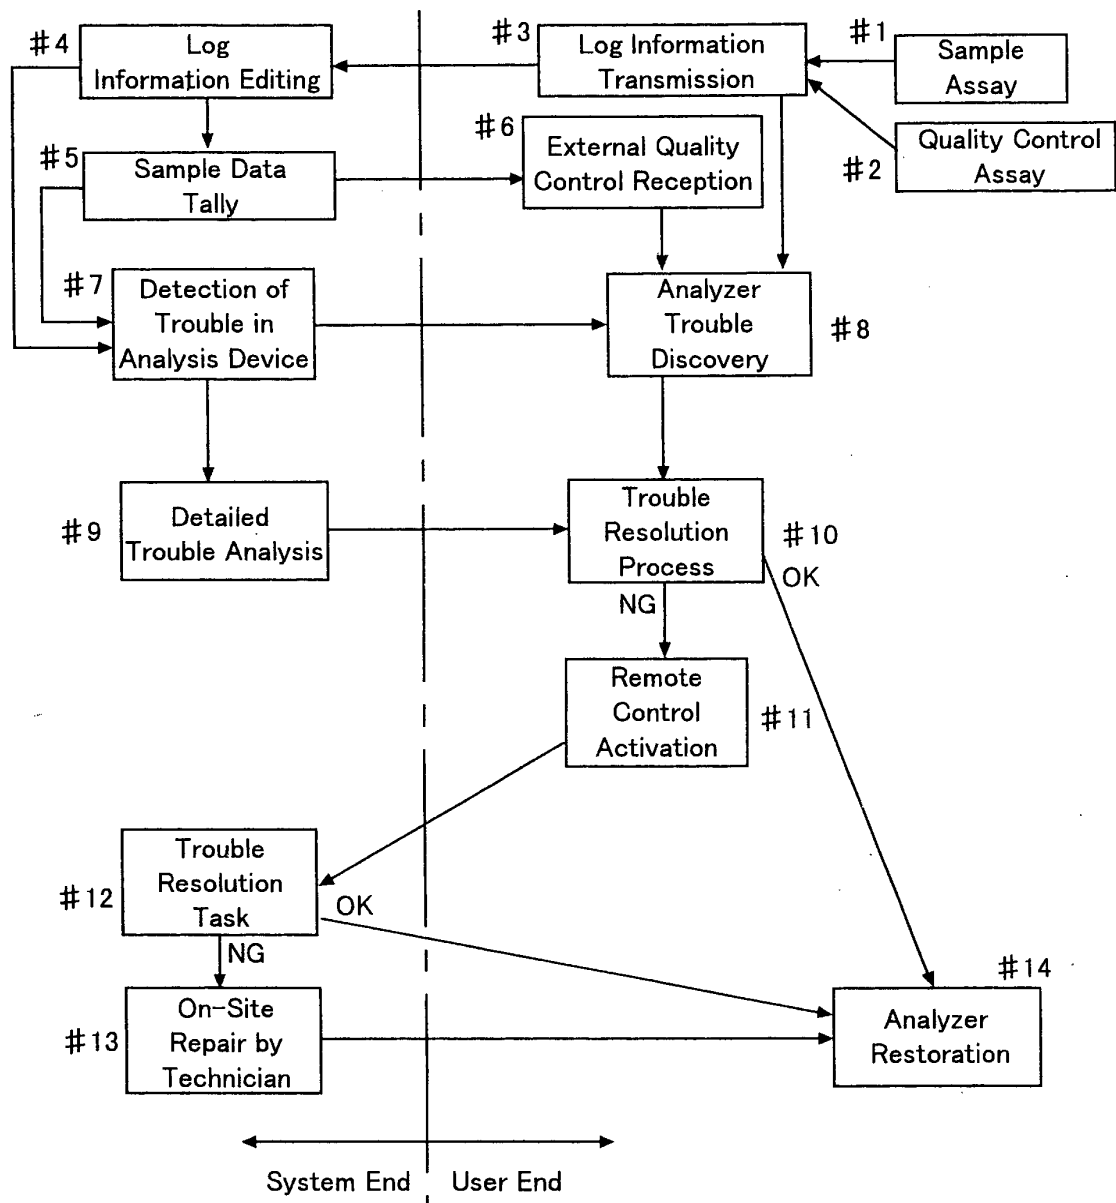 #4
Log
Information Editing
#3
Log Information
Transmission
#1
Sample
Assay
#2
Quality Control
Assay
#5
Sample Data
Tally
#6
External Quality
Control Reception
#7
Detection of
Trouble in
Analysis Device
Analyzer
Trouble
Discovery
#8
#9
Detailed
Trouble Analysis
Trouble
Resolution
Process
#10
OK
NG
Remote
Control
Activation
#11
#12
Trouble
Resolution
Task
OK
NG
#13
On-Site
Repair by
Technician
#14
Analyzer
Restoration
System End
User End